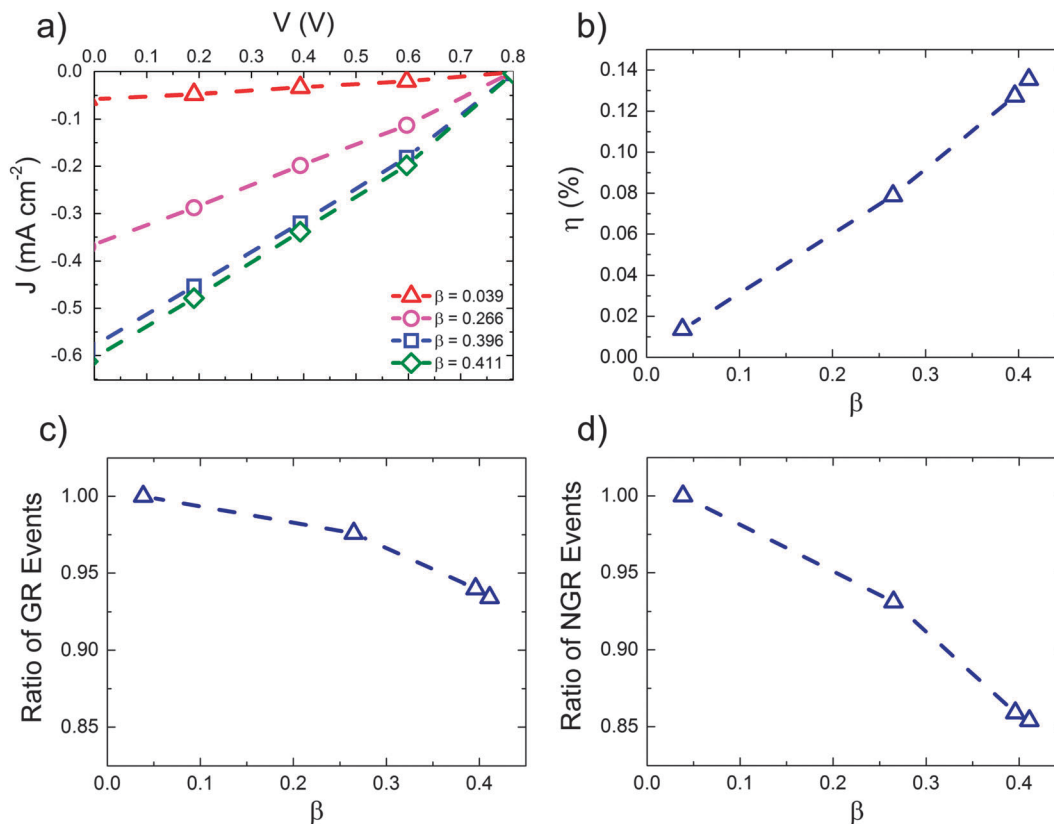 a)
V (V)
0.0 0.1 0.2 0.3 0.4 0.5 0.6 0.7 0.8
0.0
-0.1
-0.2
-0.3
-0.4
-0.5
-0.6
J (mA cm⁻²)
β = 0.039
β = 0.266
β = 0.396
β = 0.411
b)
0.14
0.12
0.10
0.08
0.06
0.04
0.02
0.00
η (%)
0.0 0.1 0.2 0.3 0.4
β
c)
1.00
0.95
0.90
0.85
Ratio of GR Events
0.0 0.1 0.2 0.3 0.4
β
d)
1.00
0.95
0.90
0.85
Ratio of NGR Events
0.0 0.1 0.2 0.3 0.4
β